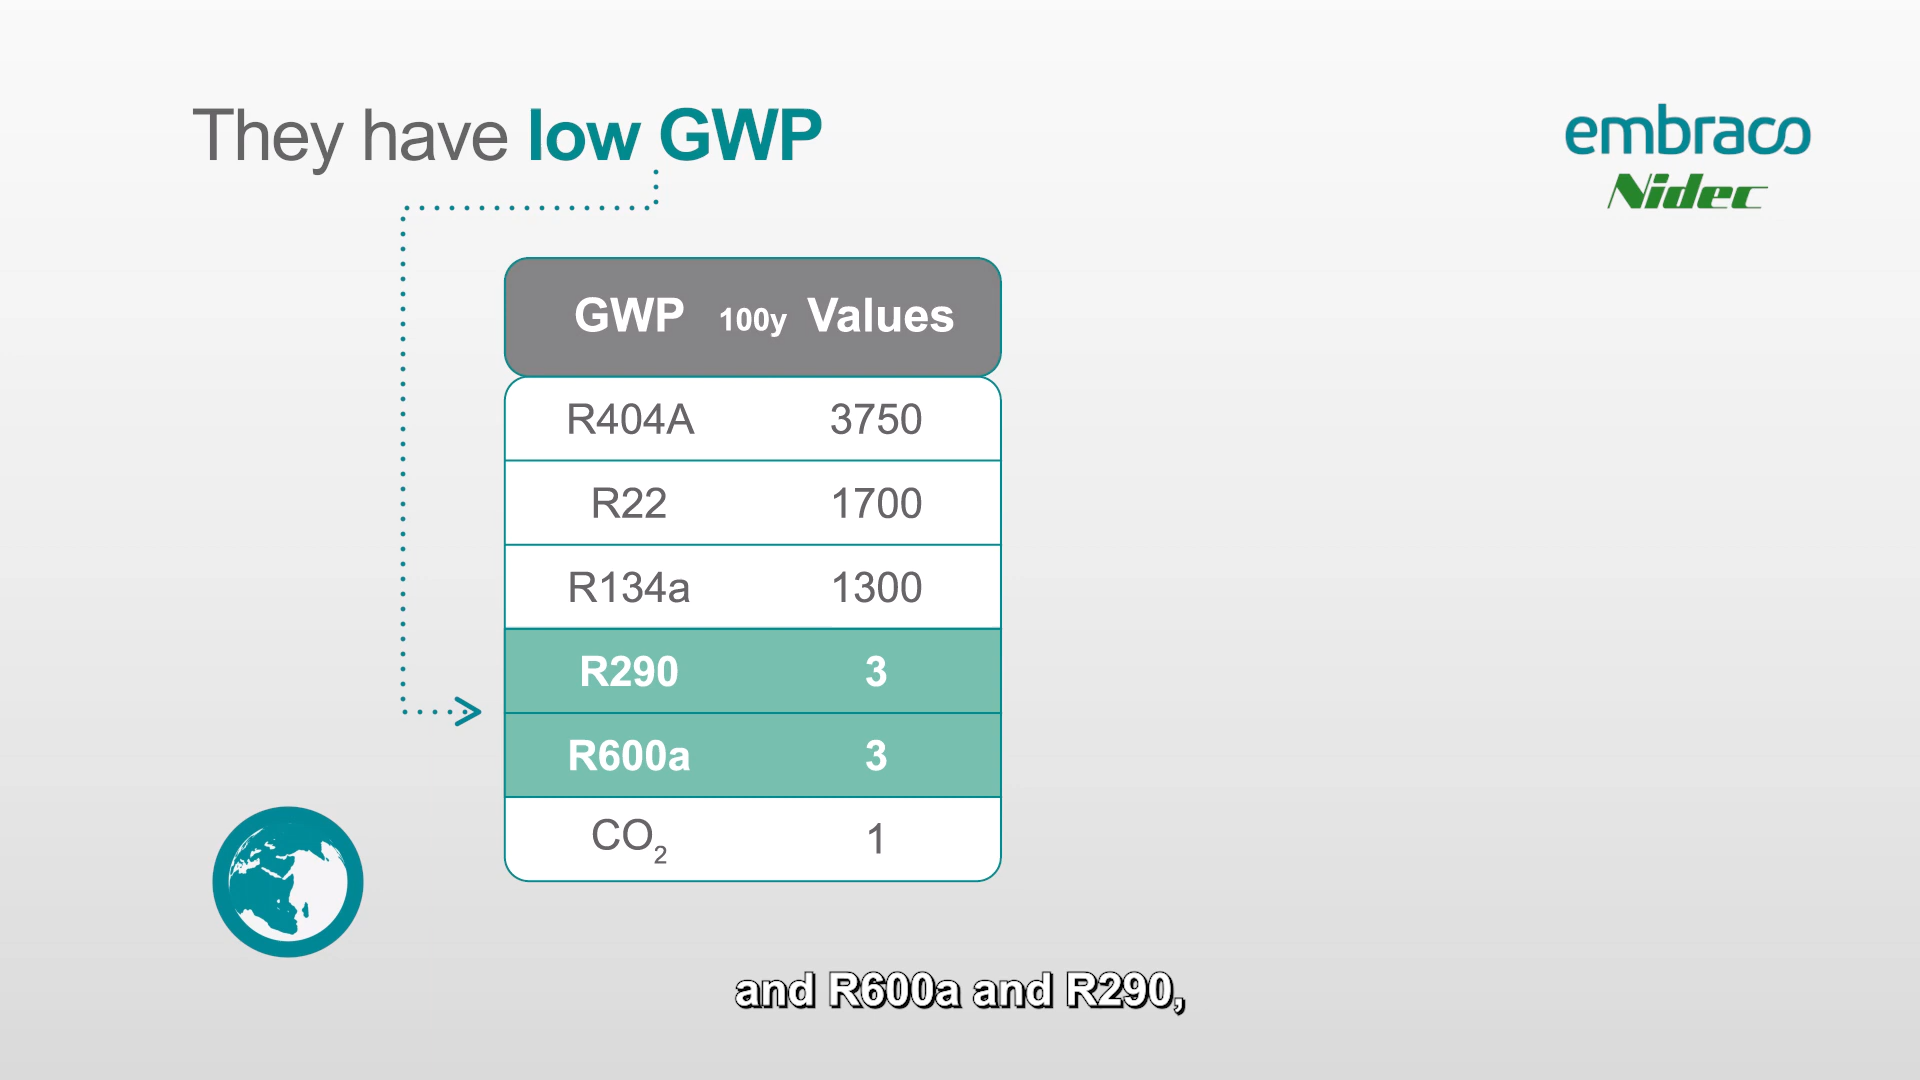 They have low GWP
embraco
Nidec
GWP 100y Values
R404A 3750
R22 1700
R134a 1300
R290 3
R600a 3
CO₂ 1
and R600a and R290,